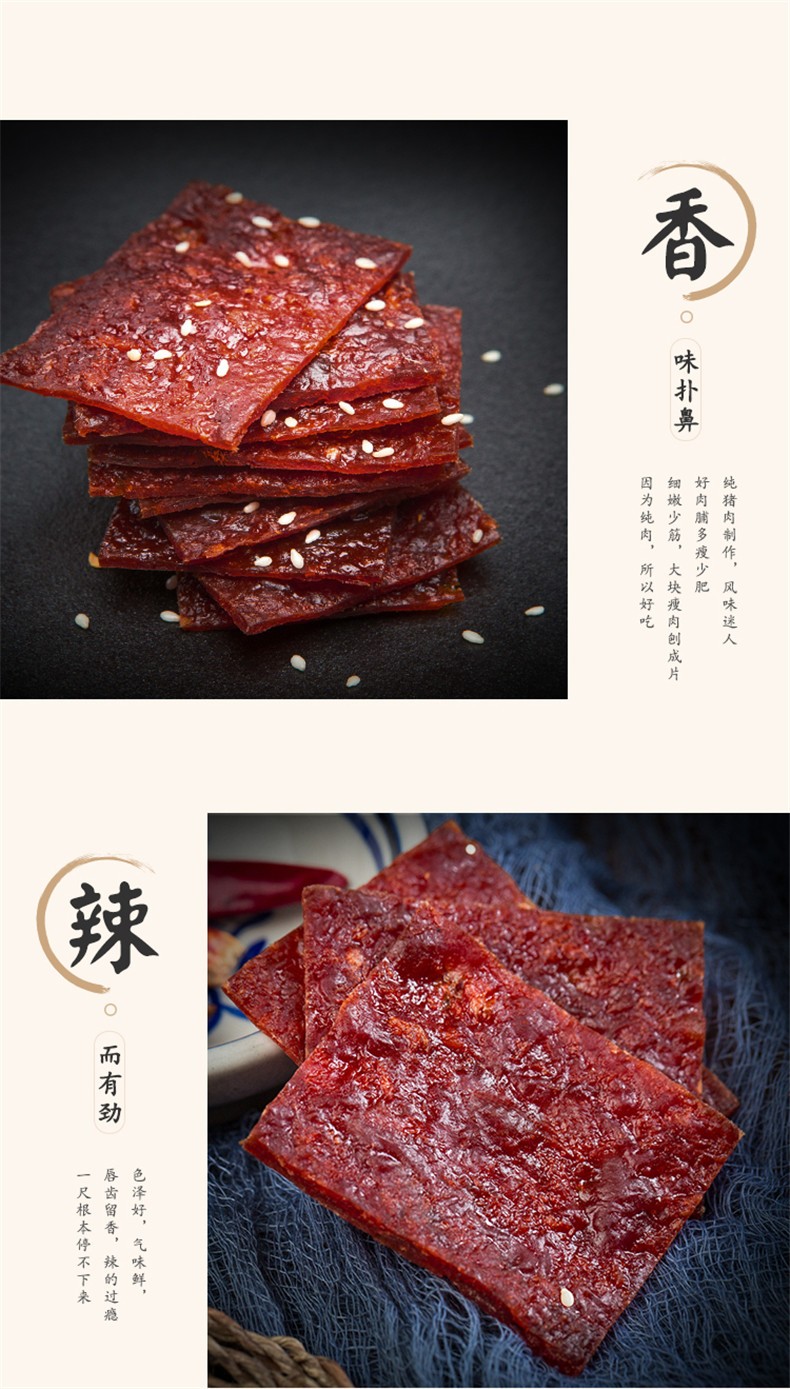 香
味扑鼻
纯猪肉制作，风味迷人
好肉脯多瘦少肥
细嫩少筋，大块瘦肉刨成片
因为纯肉，所以好吃
辣
而有劲
色泽好，气味鲜，
唇齿留香，辣的过瘾
一尺根本停不下来